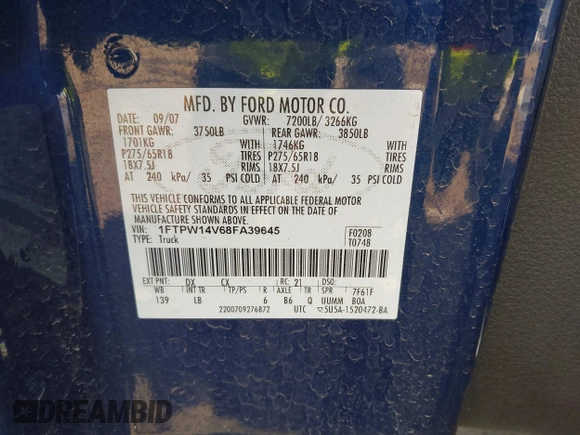 MFD. BY FORD MOTOR CO.
DATE: 09/07 GVWR: 7200LB/ 3266KG
FRONT GAWR: 3750LB REAR GAWR: 3850LB
1701KG WITH 1746KG WITH
P275/65R18 TIRES P275/65R18 TIRES
18X7.5J RIMS 18X7.5J RIMS
AT 240 kPa/ 35 PSI COLD AT 240 kPa/ 35 PSI COLD
THIS VEHICLE CONFORMS TO ALL APPLICABLE FEDERAL MOTOR
VEHICLE SAFETY STANDARDS IN EFFECT ON THE DATE OF
MANUFACTURE SHOWN ABOVE.
VIN: 1FTPW14V68FA39645 F0208
TYPE: Truck T0748
EXT PNT: DX CX RC: 21 DSO:
WB INT TR TP/PS R AXLE TR SPR 7F61F
139 LB 6 B6 Q UUMM BOA
2200709276872 UTC ▽5U5A-1520472-BA
DREAMBID